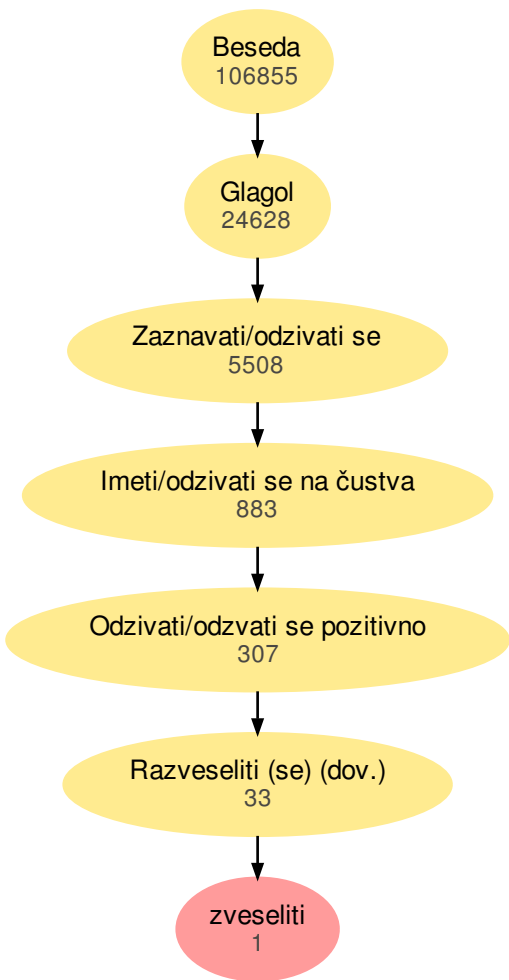 Beseda
106855
Glagol
24628
Zaznavati/odzivati se
5508
Imeti/odzivati se na čustva
883
Odzivati/odzvati se pozitivno
307
Razveseliti (se) (dov.)
33
zveseliti
1